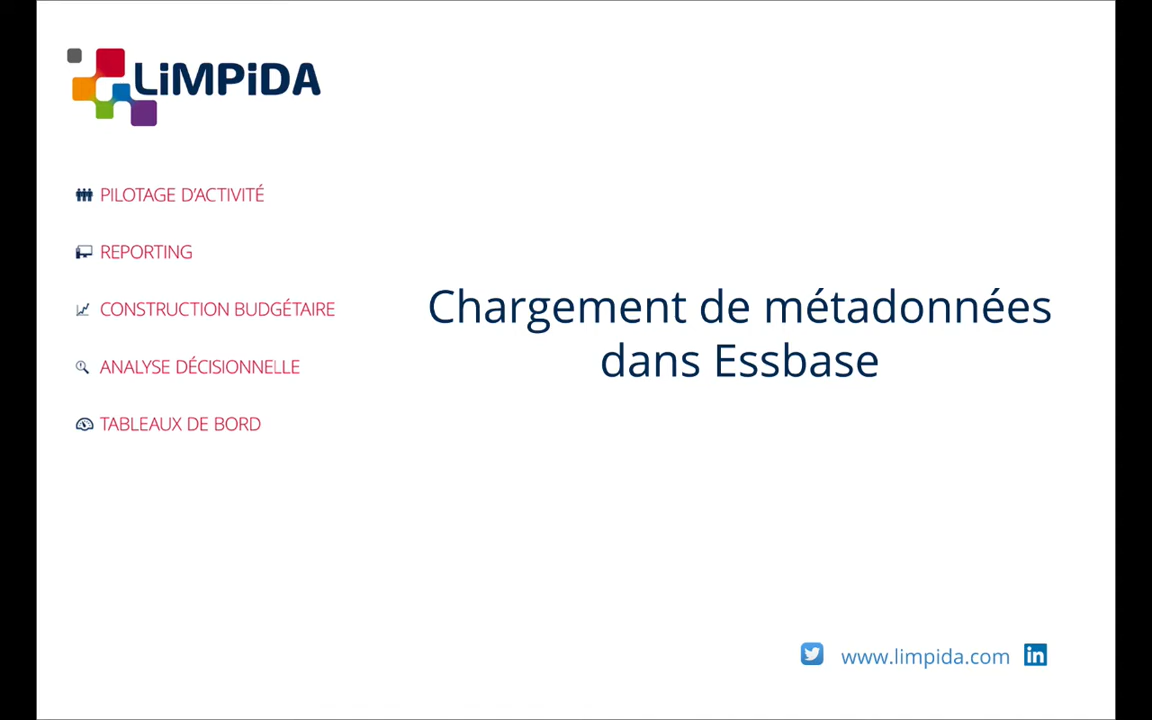 LiMPiDA
PILOTAGE D'ACTIVITÉ
REPORTING
CONSTRUCTION BUDGÉTAIRE
ANALYSE DÉCISIONNELLE
TABLEAUX DE BORD
Chargement de métadonnées
dans Essbase
www.limpida.com in